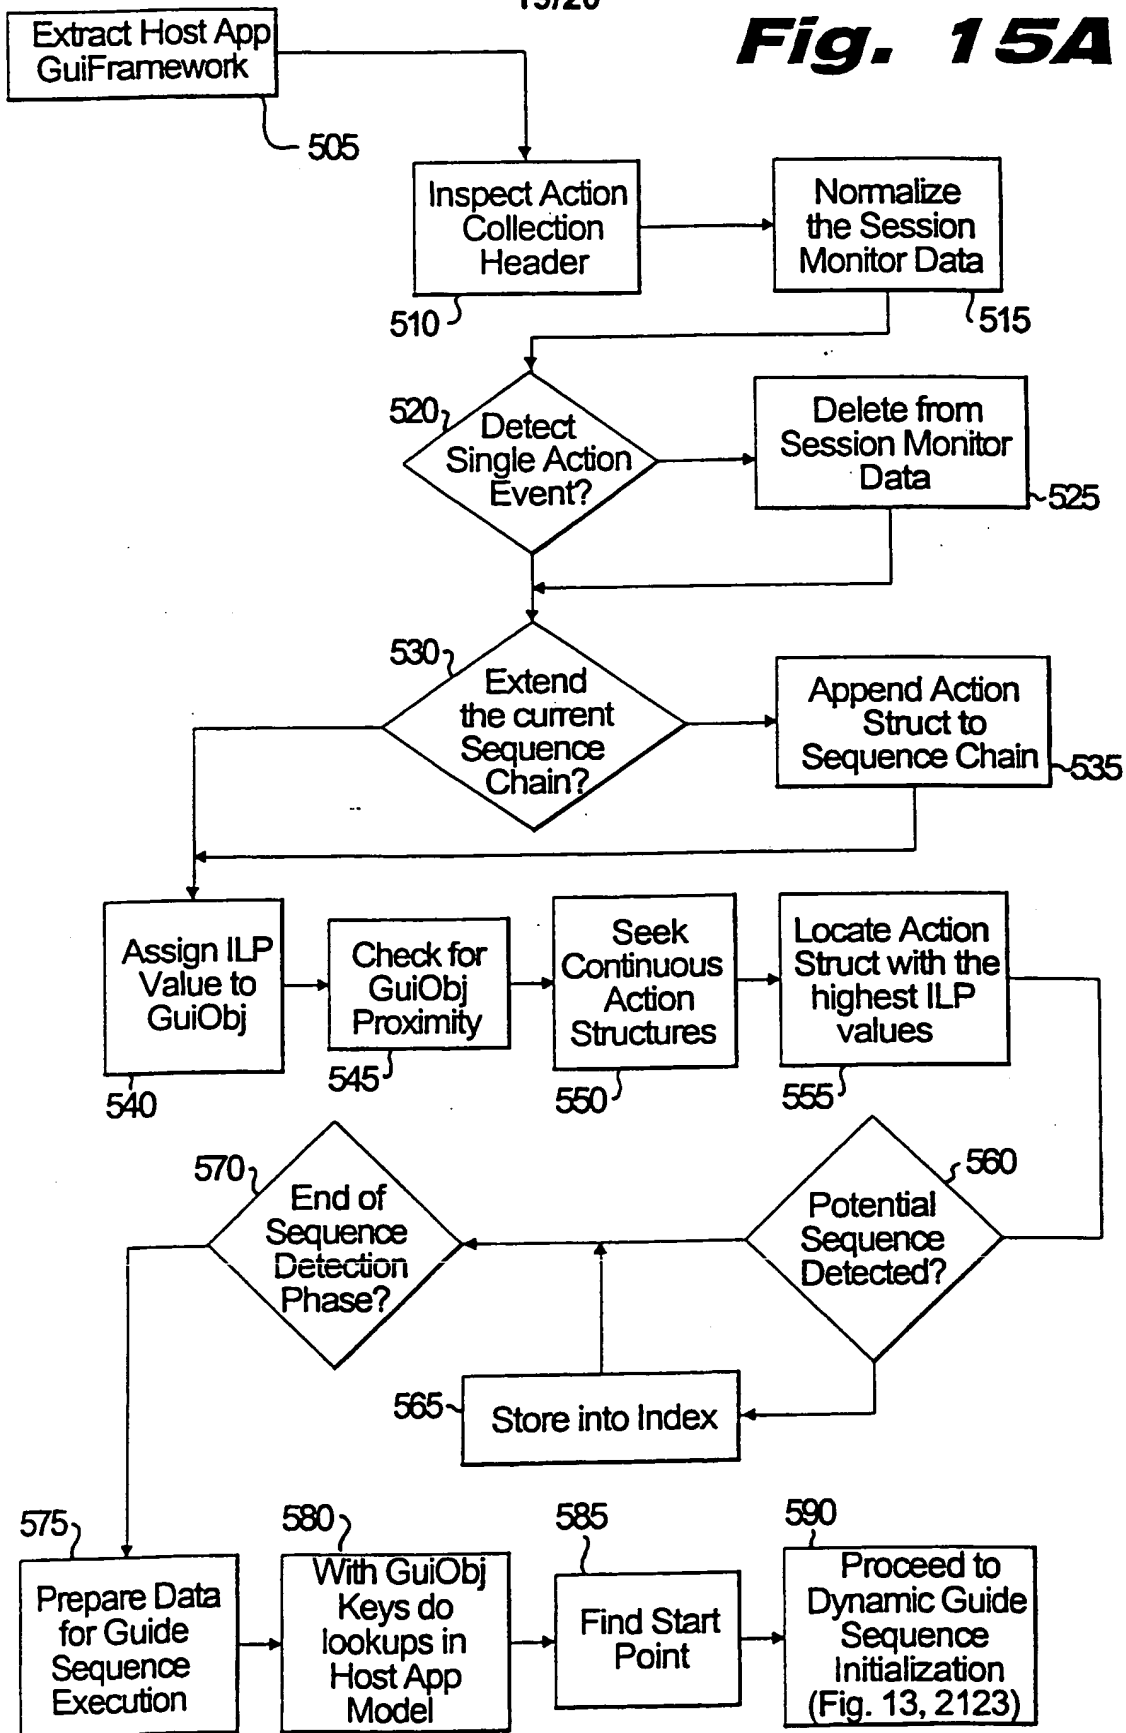 Fig. 15A
Extract Host App
GuiFramework
505
Inspect Action
Collection
Header
510
Normalize
the Session
Monitor Data
515
520
Detect
Single Action
Event?
Delete from
Session Monitor
Data
525
530
Extend
the current
Sequence
Chain?
Append Action
Struct to
Sequence Chain
535
Assign ILP
Value to
GuiObj
540
Check for
GuiObj
Proximity
545
Seek
Continuous
Action
Structures
550
Locate Action
Struct with the
highest ILP
values
555
560
Potential
Sequence
Detected?
570
End of
Sequence
Detection
Phase?
565
Store into Index
575
Prepare Data
for Guide
Sequence
Execution
580
With GuiObj
Keys do
lookups in
Host App
Model
585
Find Start
Point
590
Proceed to
Dynamic Guide
Sequence
Initialization
(Fig. 13, 2123)